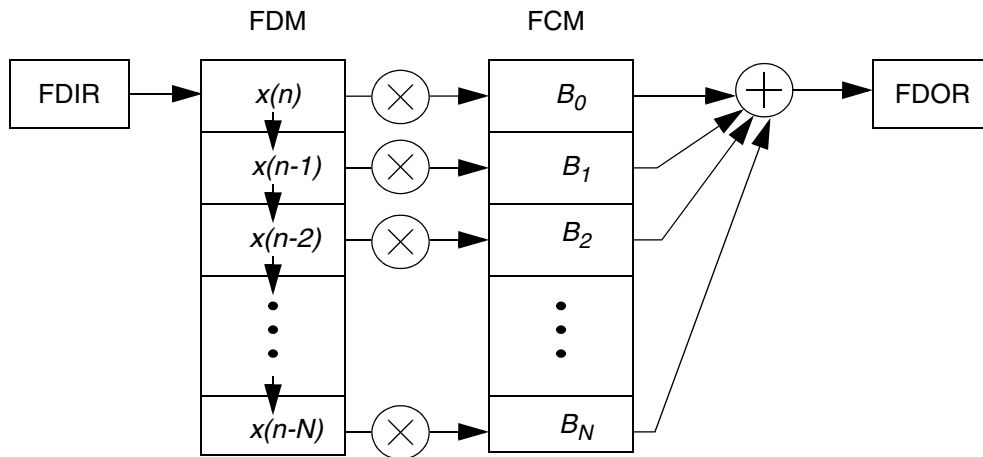 FDM FCM
FDIR x(n) B0 FDOR
x(n-1) B1
x(n-2) B2
x(n-N) BN